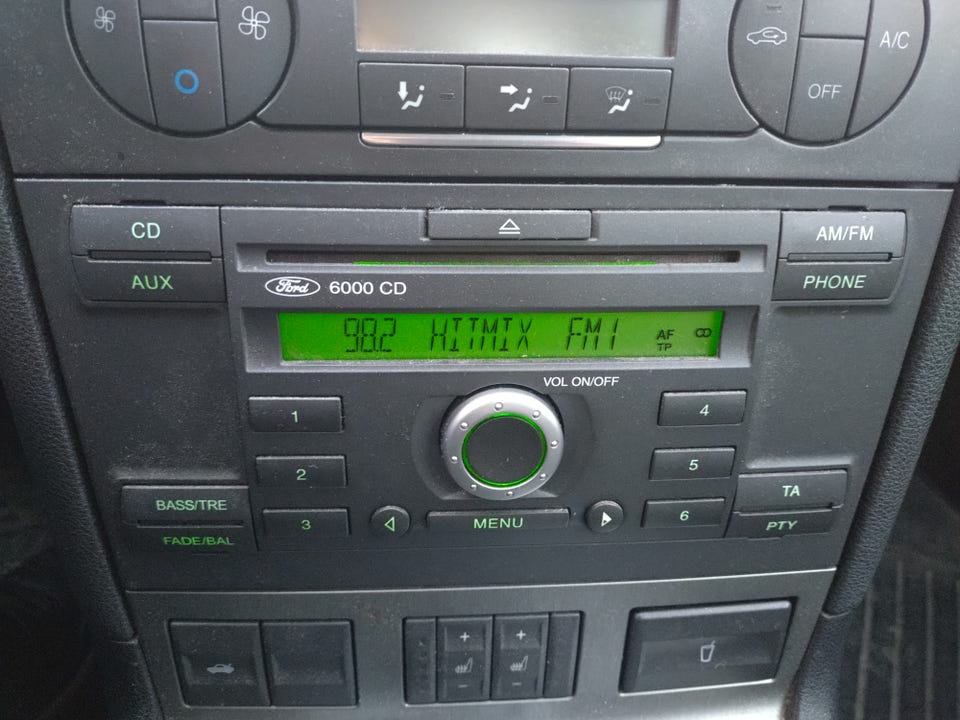 A/C
OFF
CD
AUX
AM/FM
PHONE
Ford 6000 CD
98.2 HITMIX FM1 AF TP
VOL ON/OFF
1
2
3
4
5
6
BASS/TRE
FADE/BAL
MENU
TA
PTY
+ +
- -